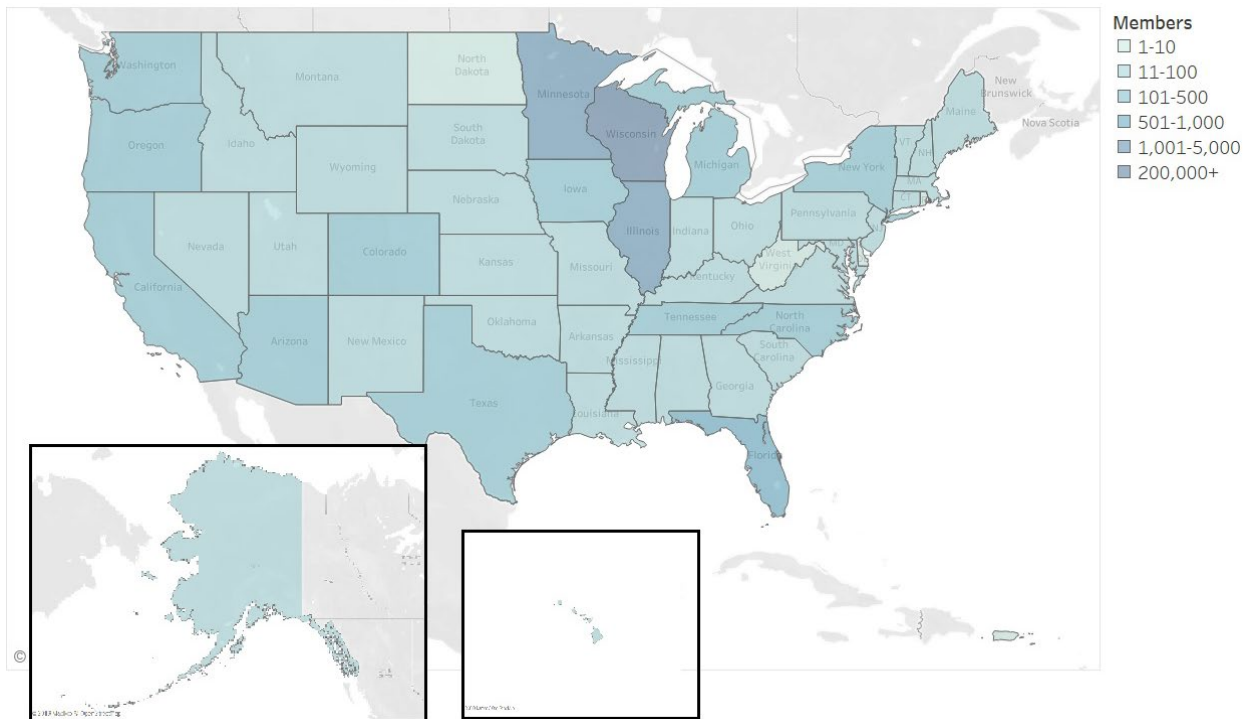 Members
1-10
11-100
101-500
501-1,000
1,001-5,000
200,000+
Washington
Montana
North
Dakota
Minnesota
New
Brunswick
Nova Scotia
Maine
Oregon
Idaho
South
Dakota
Wisconsin
VT
NH
Wyoming
Michigan
New York
MA
CT
Nebraska
Iowa
Pennsylvania
NJ
Nevada
Utah
Colorado
Illinois
Indiana
Ohio
MD
California
Kansas
Missouri
West
Virginia
Kentucky
Arizona
New Mexico
Oklahoma
Arkansas
Tennessee
North
Carolina
South
Carolina
Mississippi
Georgia
Texas
Louisiana
Florida
©